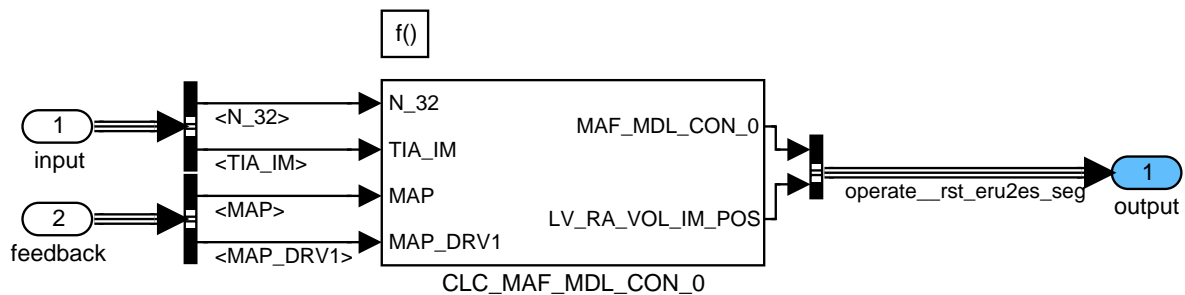 f()
1
input
2
feedback
<N_32>
<TIA_IM>
<MAP>
<MAP_DRV1>
N_32
TIA_IM
MAP
MAP_DRV1
MAF_MDL_CON_0
LV_RA_VOL_IM_POS
CLC_MAF_MDL_CON_0
operate__rst_eru2es_seg
1
output